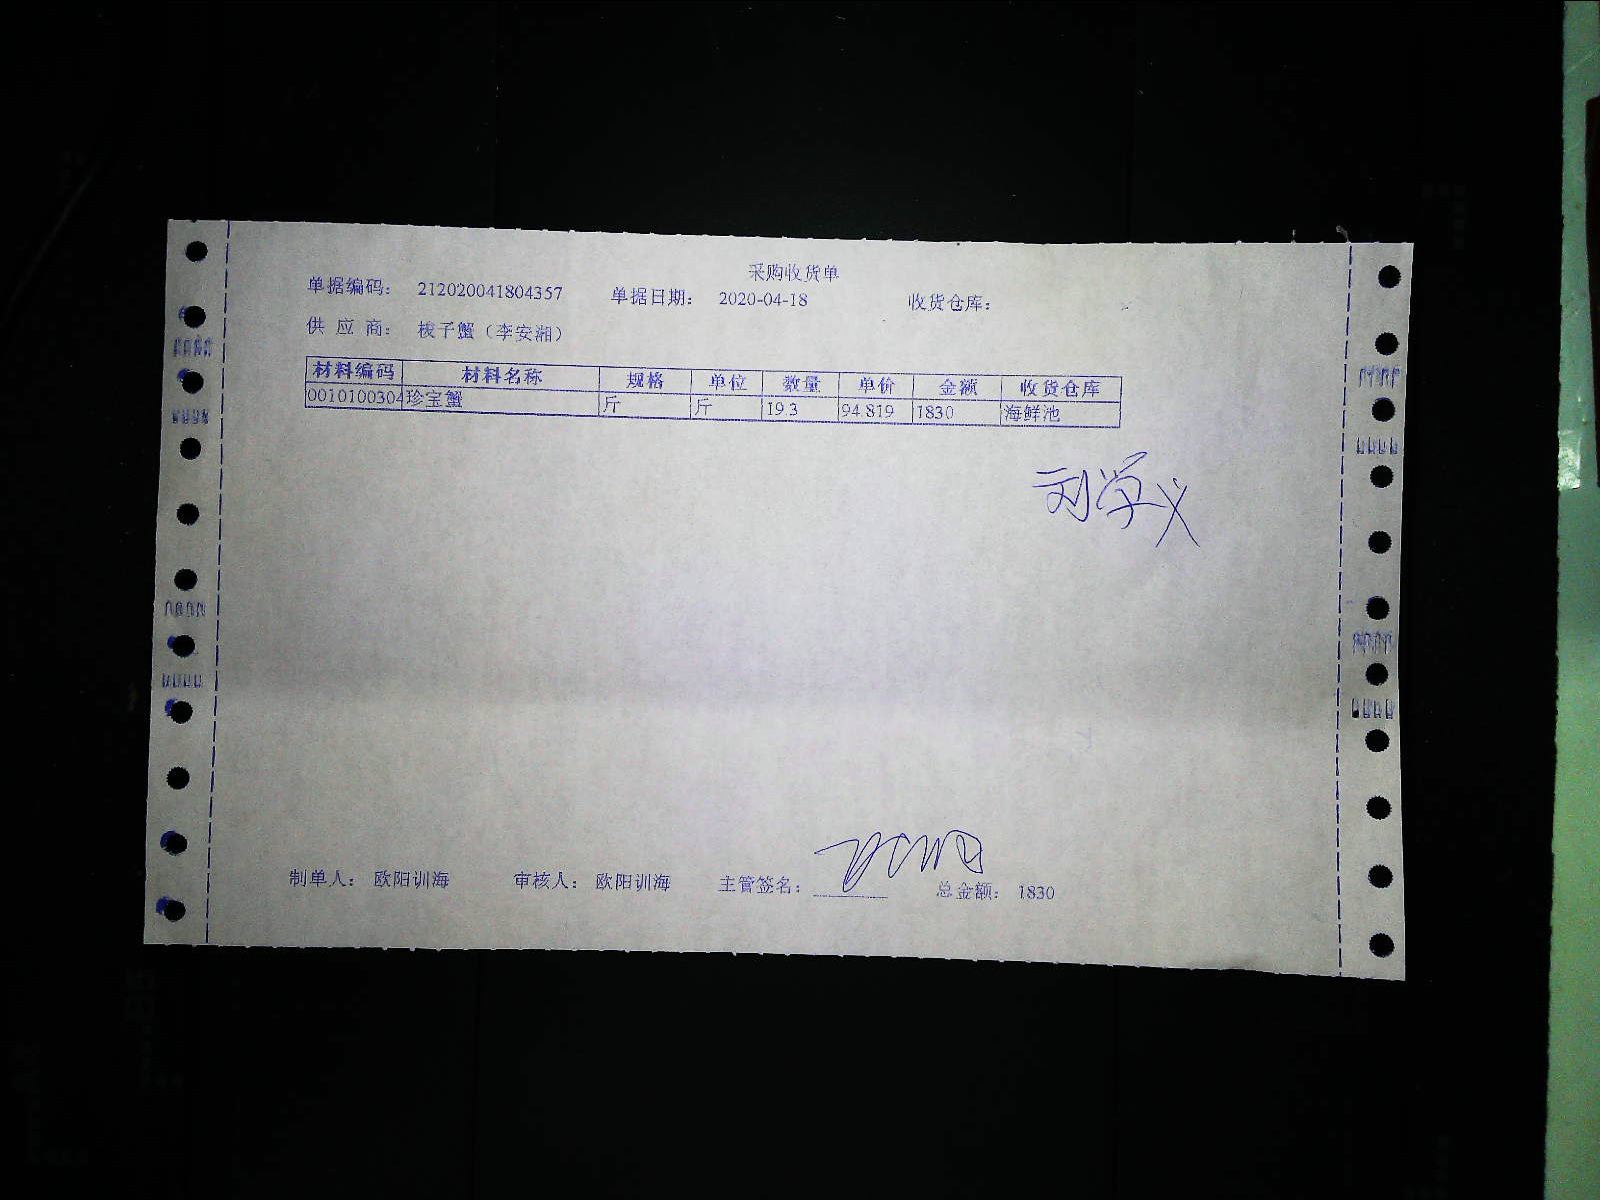 采购收货单
单据编码： 212020041804357 单据日期： 2020-04-18 收货仓库：
供 应 商： 梭子蟹（李安湘）
材料编码 材料名称 规格 单位 数量 单价 金额 收货仓库
0010100304 珍宝蟹 斤 斤 19.3 94.819 1830 海鲜池
刘学义
制单人： 欧阳训海 审核人： 欧阳训海 主管签名： 总金额： 1830